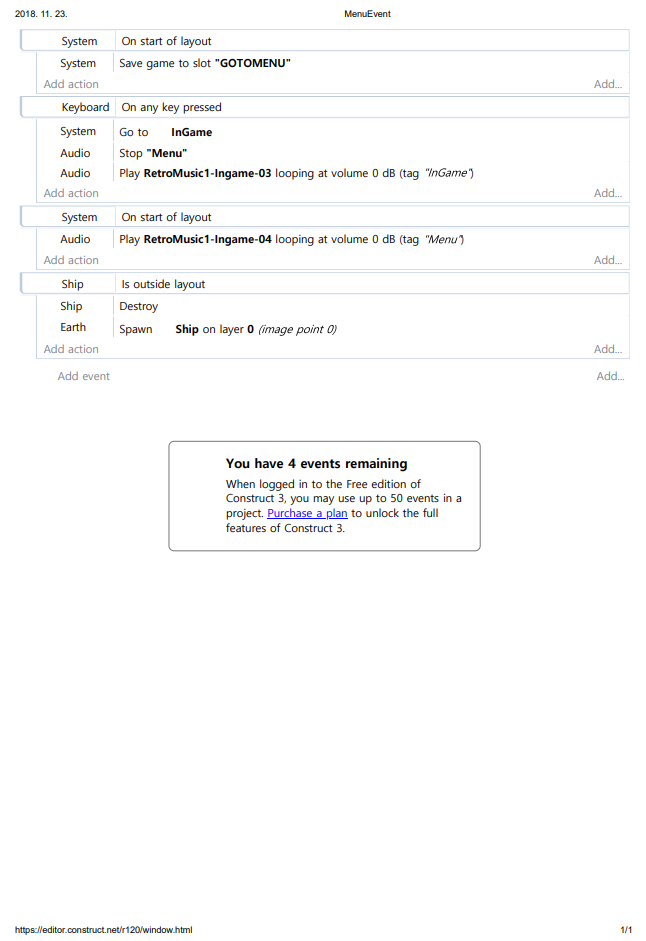 2018. 11. 23. MenuEvent
System On start of layout
System Save game to slot "GOTOMENU"
Add action Add...
Keyboard On any key pressed
System Go to InGame
Audio Stop "Menu"
Audio Play RetroMusic1-Ingame-03 looping at volume 0 dB (tag "InGame")
Add action Add...
System On start of layout
Audio Play RetroMusic1-Ingame-04 looping at volume 0 dB (tag "Menu")
Add action Add...
Ship Is outside layout
Ship Destroy
Earth Spawn Ship on layer 0 (image point 0)
Add action Add...
Add event Add...
You have 4 events remaining
When logged in to the Free edition of
Construct 3, you may use up to 50 events in a
project. Purchase a plan to unlock the full
features of Construct 3.
https://editor.construct.net/r120/window.html 1/1